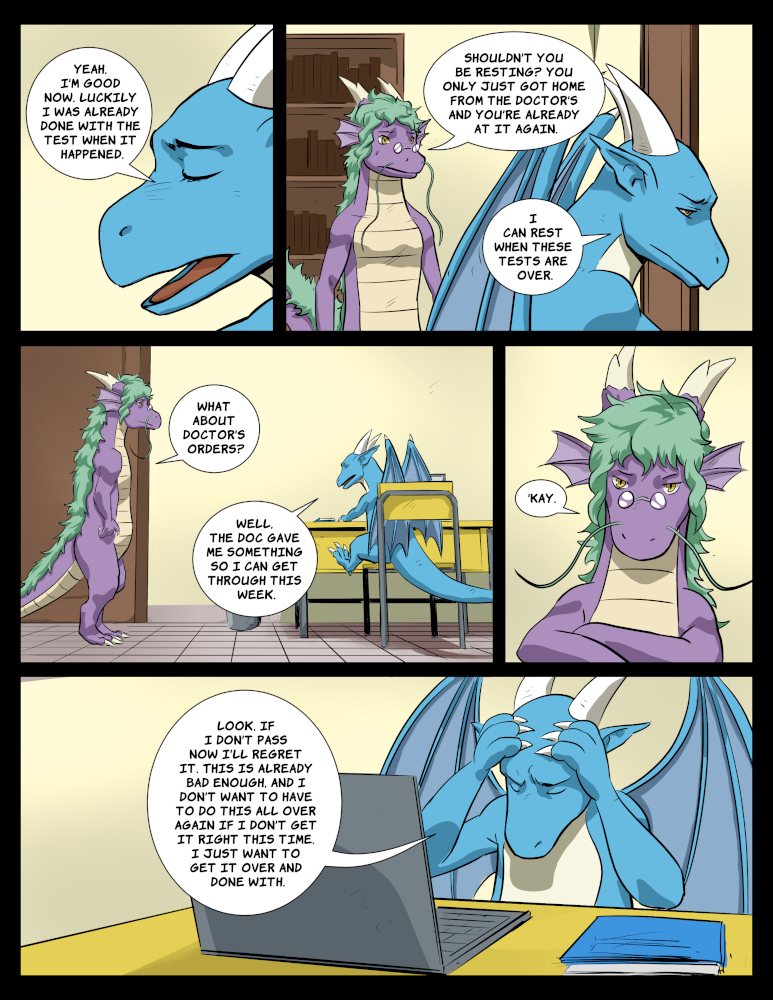 YEAH.
I'M GOOD
NOW. LUCKILY
I WAS ALREADY
DONE WITH THE
TEST WHEN IT
HAPPENED.
SHOULDN'T YOU
BE RESTING? YOU
ONLY JUST GOT HOME
FROM THE DOCTOR'S
AND YOU'RE ALREADY
AT IT AGAIN.
I
CAN REST
WHEN THESE
TESTS ARE
OVER.
WHAT
ABOUT
DOCTOR'S
ORDERS?
WELL,
THE DOC GAVE
ME SOMETHING
SO I CAN GET
THROUGH THIS
WEEK.
'KAY.
LOOK, IF
I DON'T PASS
NOW I'LL REGRET
IT. THIS IS ALREADY
BAD ENOUGH, AND I
DON'T WANT TO HAVE
TO DO THIS ALL OVER
AGAIN IF I DON'T GET
IT RIGHT THIS TIME.
I JUST WANT TO
GET IT OVER AND
DONE WITH.